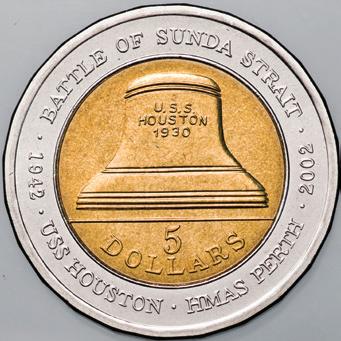 BATTLE OF SUNDA STRAIT · 2002 · HMAS PERTH · USS HOUSTON · 1942 ·
U.S.S.
HOUSTON
1930
5
DOLLARS